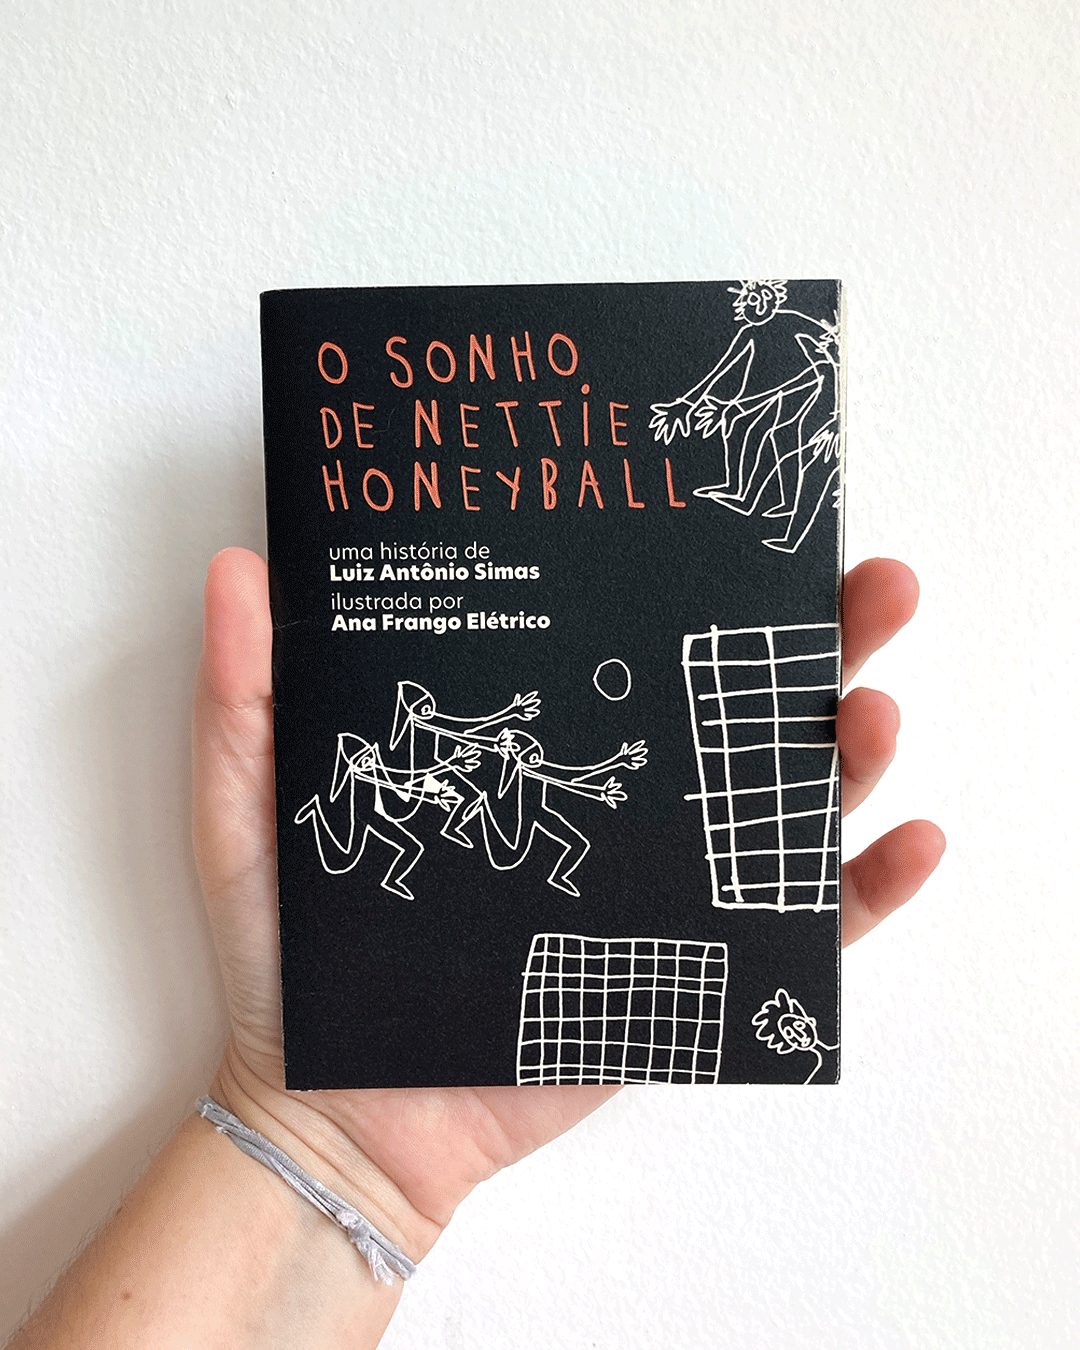 O SONHO
DE NETTiE
HONEYBALL
uma história de
Luiz Antônio Simas
ilustrada por
Ana Frango Elétrico